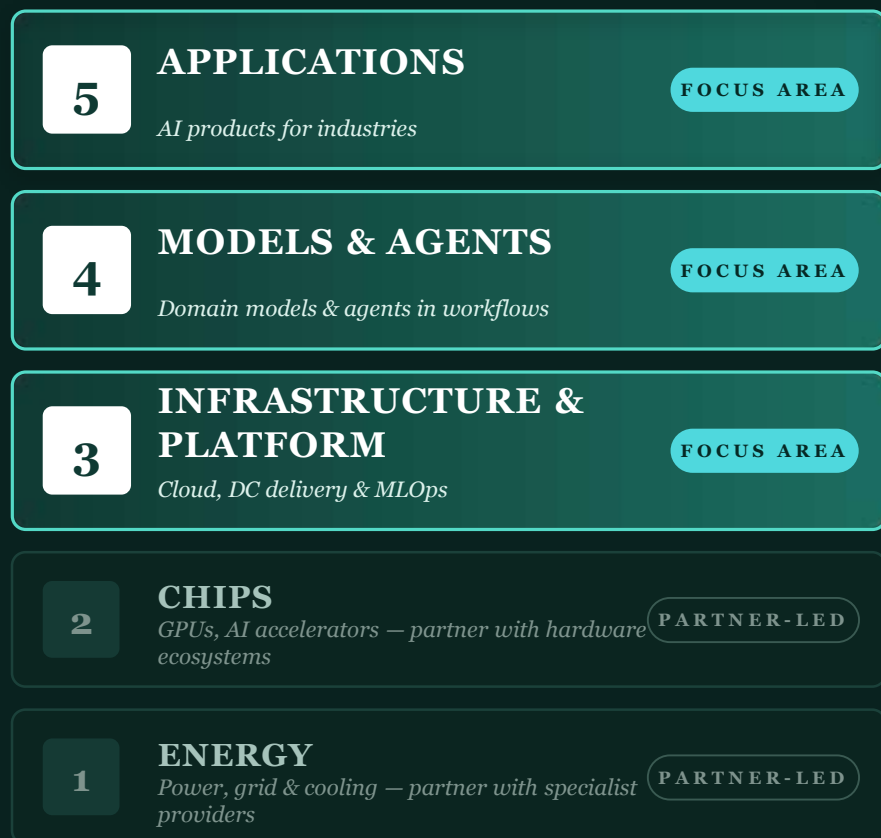 5
APPLICATIONS
AI products for industries
FOCUS AREA
4
MODELS & AGENTS
Domain models & agents in workflows
FOCUS AREA
3
INFRASTRUCTURE &
PLATFORM
Cloud, DC delivery & MLOps
FOCUS AREA
2
CHIPS
GPUs, AI accelerators — partner with hardware
ecosystems
PARTNER-LED
1
ENERGY
Power, grid & cooling — partner with specialist
providers
PARTNER-LED